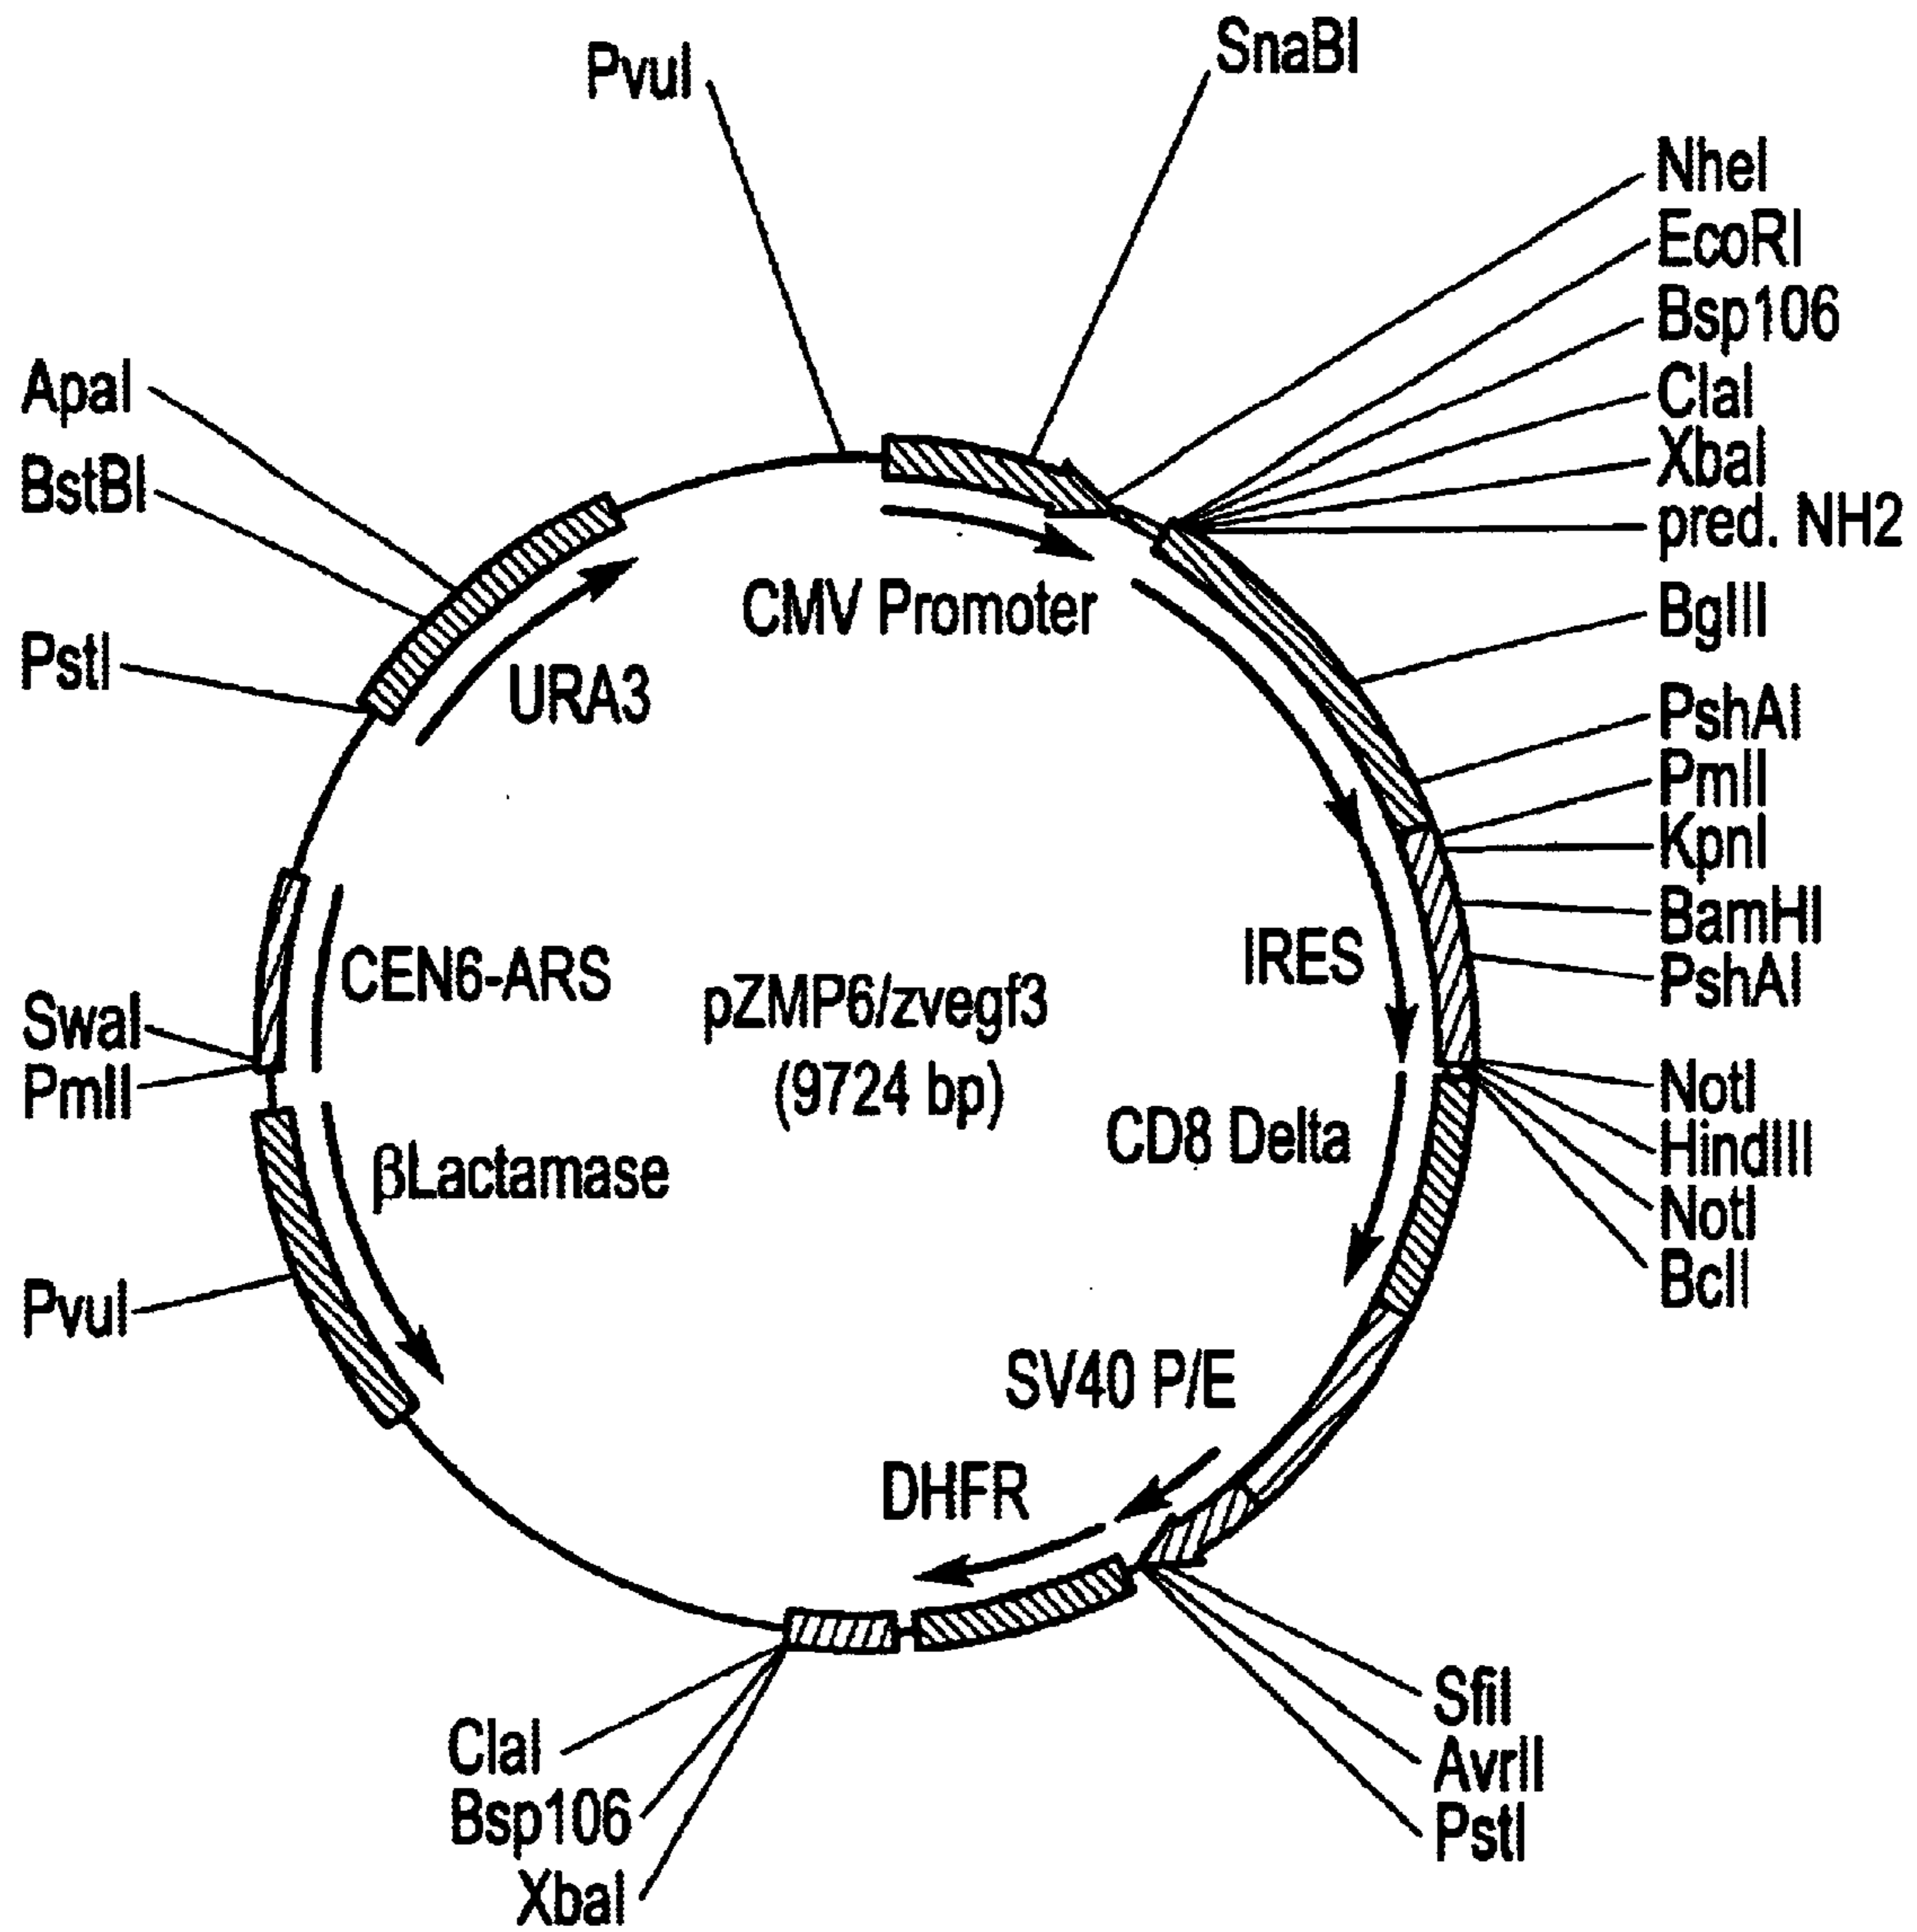 PvuI
SnaBI
NheI
EcoRI
Bsp106
ClaI
XbaI
pred. NH2
BglII
PshAI
PmlI
KpnI
BamHI
PshAI
NotI
HindIII
NotI
BclI
SfiI
AvrII
PstI
ClaI
Bsp106
XbaI
PvuI
PmlI
SwaI
PstI
BstBI
ApaI
CMV Promoter
URA3
CEN6-ARS
βLactamase
pZMP6/zvegf3
(9724 bp)
IRES
CD8 Delta
SV40 P/E
DHFR